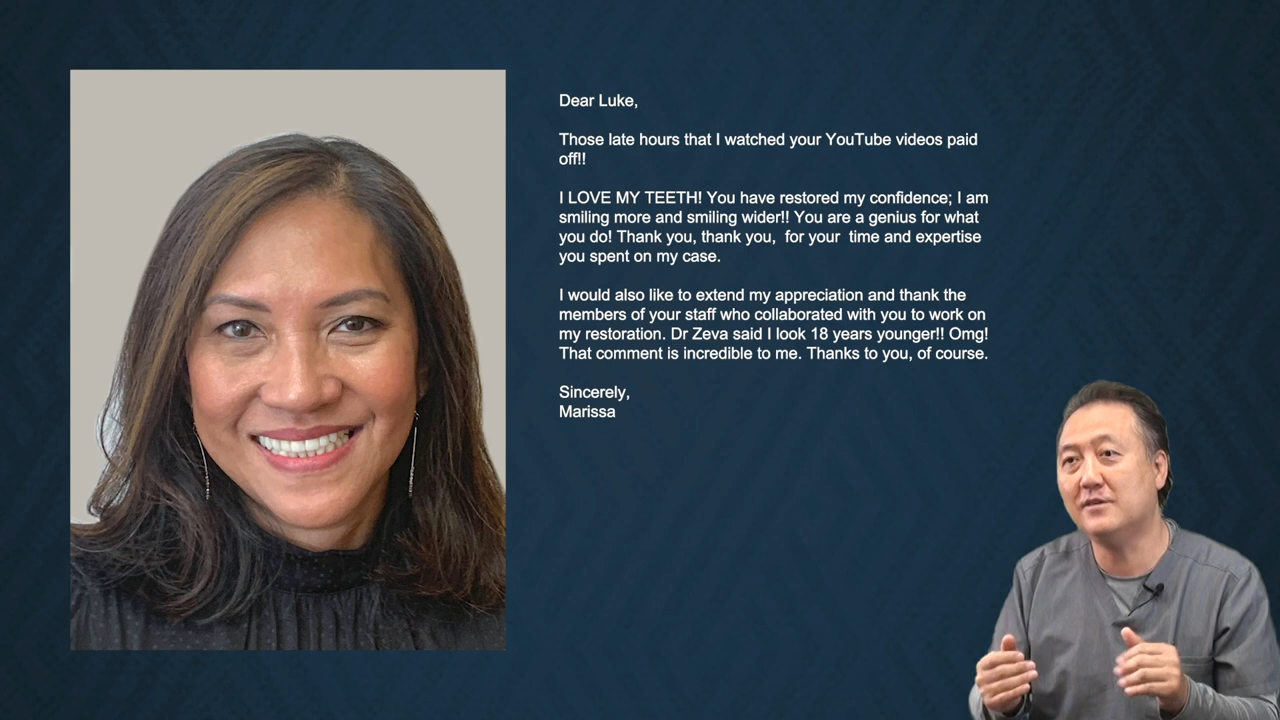 Dear Luke,
Those late hours that I watched your YouTube videos paid
off!!
I LOVE MY TEETH! You have restored my confidence; I am
smiling more and smiling wider!! You are a genius for what
you do! Thank you, thank you,  for your  time and expertise
you spent on my case.
I would also like to extend my appreciation and thank the
members of your staff who collaborated with you to work on
my restoration. Dr Zeva said I look 18 years younger!! Omg!
That comment is incredible to me. Thanks to you, of course.
Sincerely,
Marissa